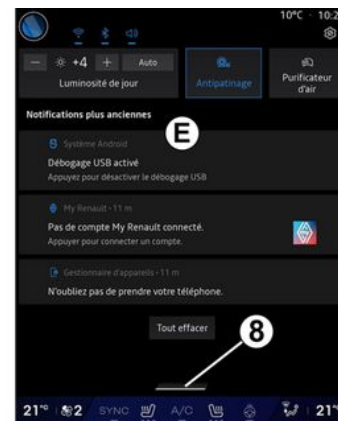 10°C · 10:2
— +4 + Auto
Luminosité de jour
Antipatinage
Purificateur
d'air
Notifications plus anciennes
E
Système Android
Débogage USB activé
Appuyez pour désactiver le débogage USB
My Renault · 11 m
Pas de compte My Renault connecté.
Appuyer pour connecter un compte.
Gestionnaire d'appareils · 11 m
N'oubliez pas de prendre votre téléphone.
Tout effacer
8
21°° 2 SYNC A/C 21°